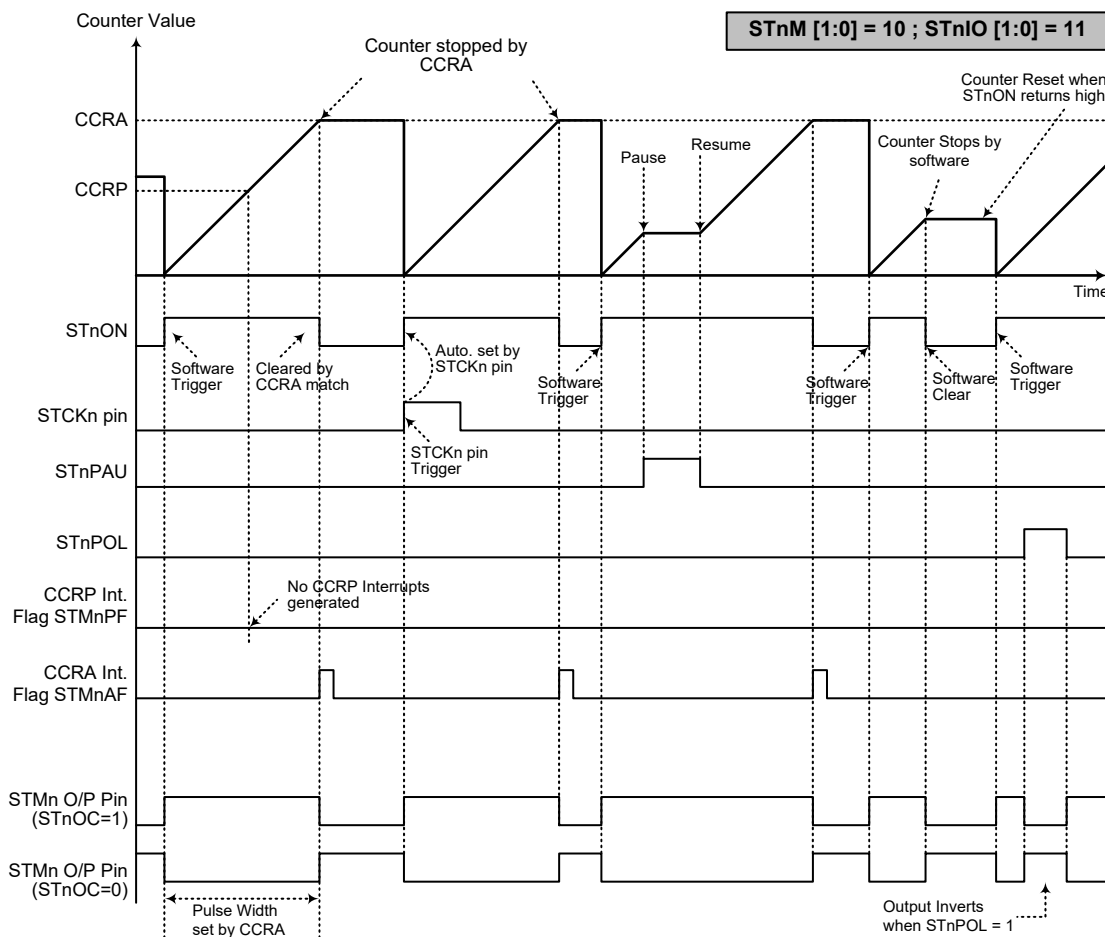 Counter Value
STnM [1:0] = 10 ; STnIO [1:0] = 11
Counter stopped by
CCRA
Counter Reset when
STnON returns high
CCRA
Pause
Resume
Counter Stops by
software
CCRP
Time
STnON
Software
Trigger
Cleared by
CCRA match
Auto. set by
STCKn pin
Software
Trigger
Software
Trigger
Software
Clear
Software
Trigger
STCKn pin
STCKn pin
Trigger
STnPAU
STnPOL
CCRP Int.
Flag STMnPF
No CCRP Interrupts
generated
CCRA Int.
Flag STMnAF
STMn O/P Pin
(STnOC=1)
STMn O/P Pin
(STnOC=0)
Pulse Width
set by CCRA
Output Inverts
when STnPOL = 1